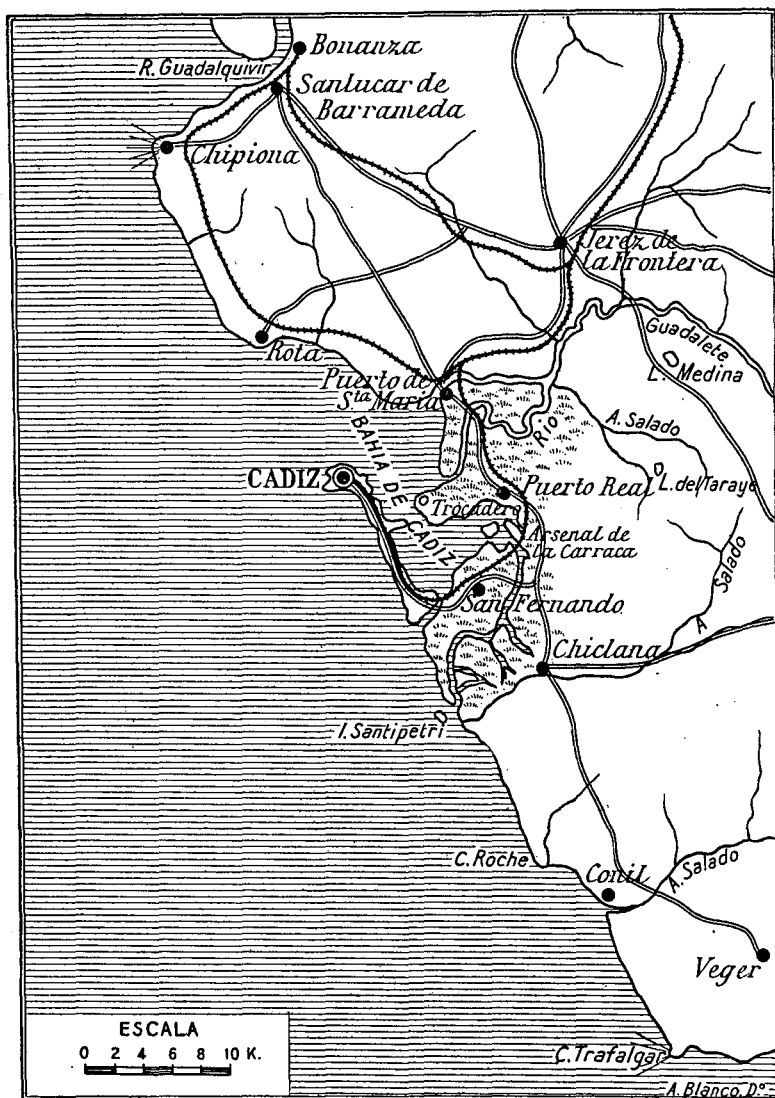 Bonanza
R. Guadalquivir
Sanlucar de
Barrameda
Chipiona
Jerez de
la Frontera
Rota
Guadalete
L. Medina
Puerto de
Sta Maria
Rio
A. Salado
BAHIA DE CADIZ
CADIZ
Puerto Real
L. del Taraye
Trocadero
Arsenal de
la Carraca
A Salado
San Fernando
Chiclana
I. Santipetri
C. Roche
Conil
A. Salado
Veger
ESCALA
0 2 4 6 8 10 K.
C. Trafalgar
A. Blanco. Dº